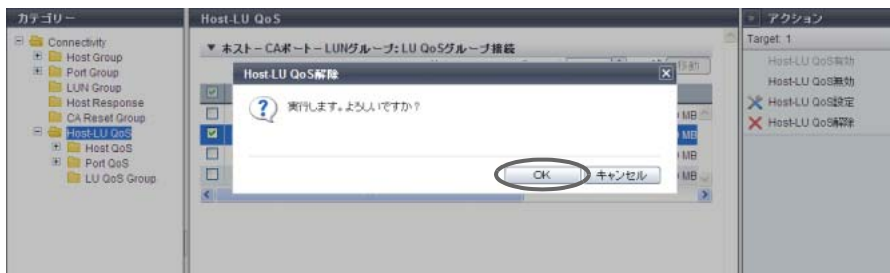 カテゴリー
Connectivity
Host Group
Port Group
LUN Group
Host Response
CA Reset Group
Host-LU QoS
Host QoS
Port QoS
LU QoS Group
Host-LU QoS
▼ ホスト－CAポート－LUNグループ：LU QoSグループ接続
移動
Host-LU QoS解除
実行します。よろしいですか？
OK
キャンセル
MB
MB
MB
MB
アクション
Target: 1
Host-LU QoS有効
Host-LU QoS無効
Host-LU QoS設定
Host-LU QoS解除